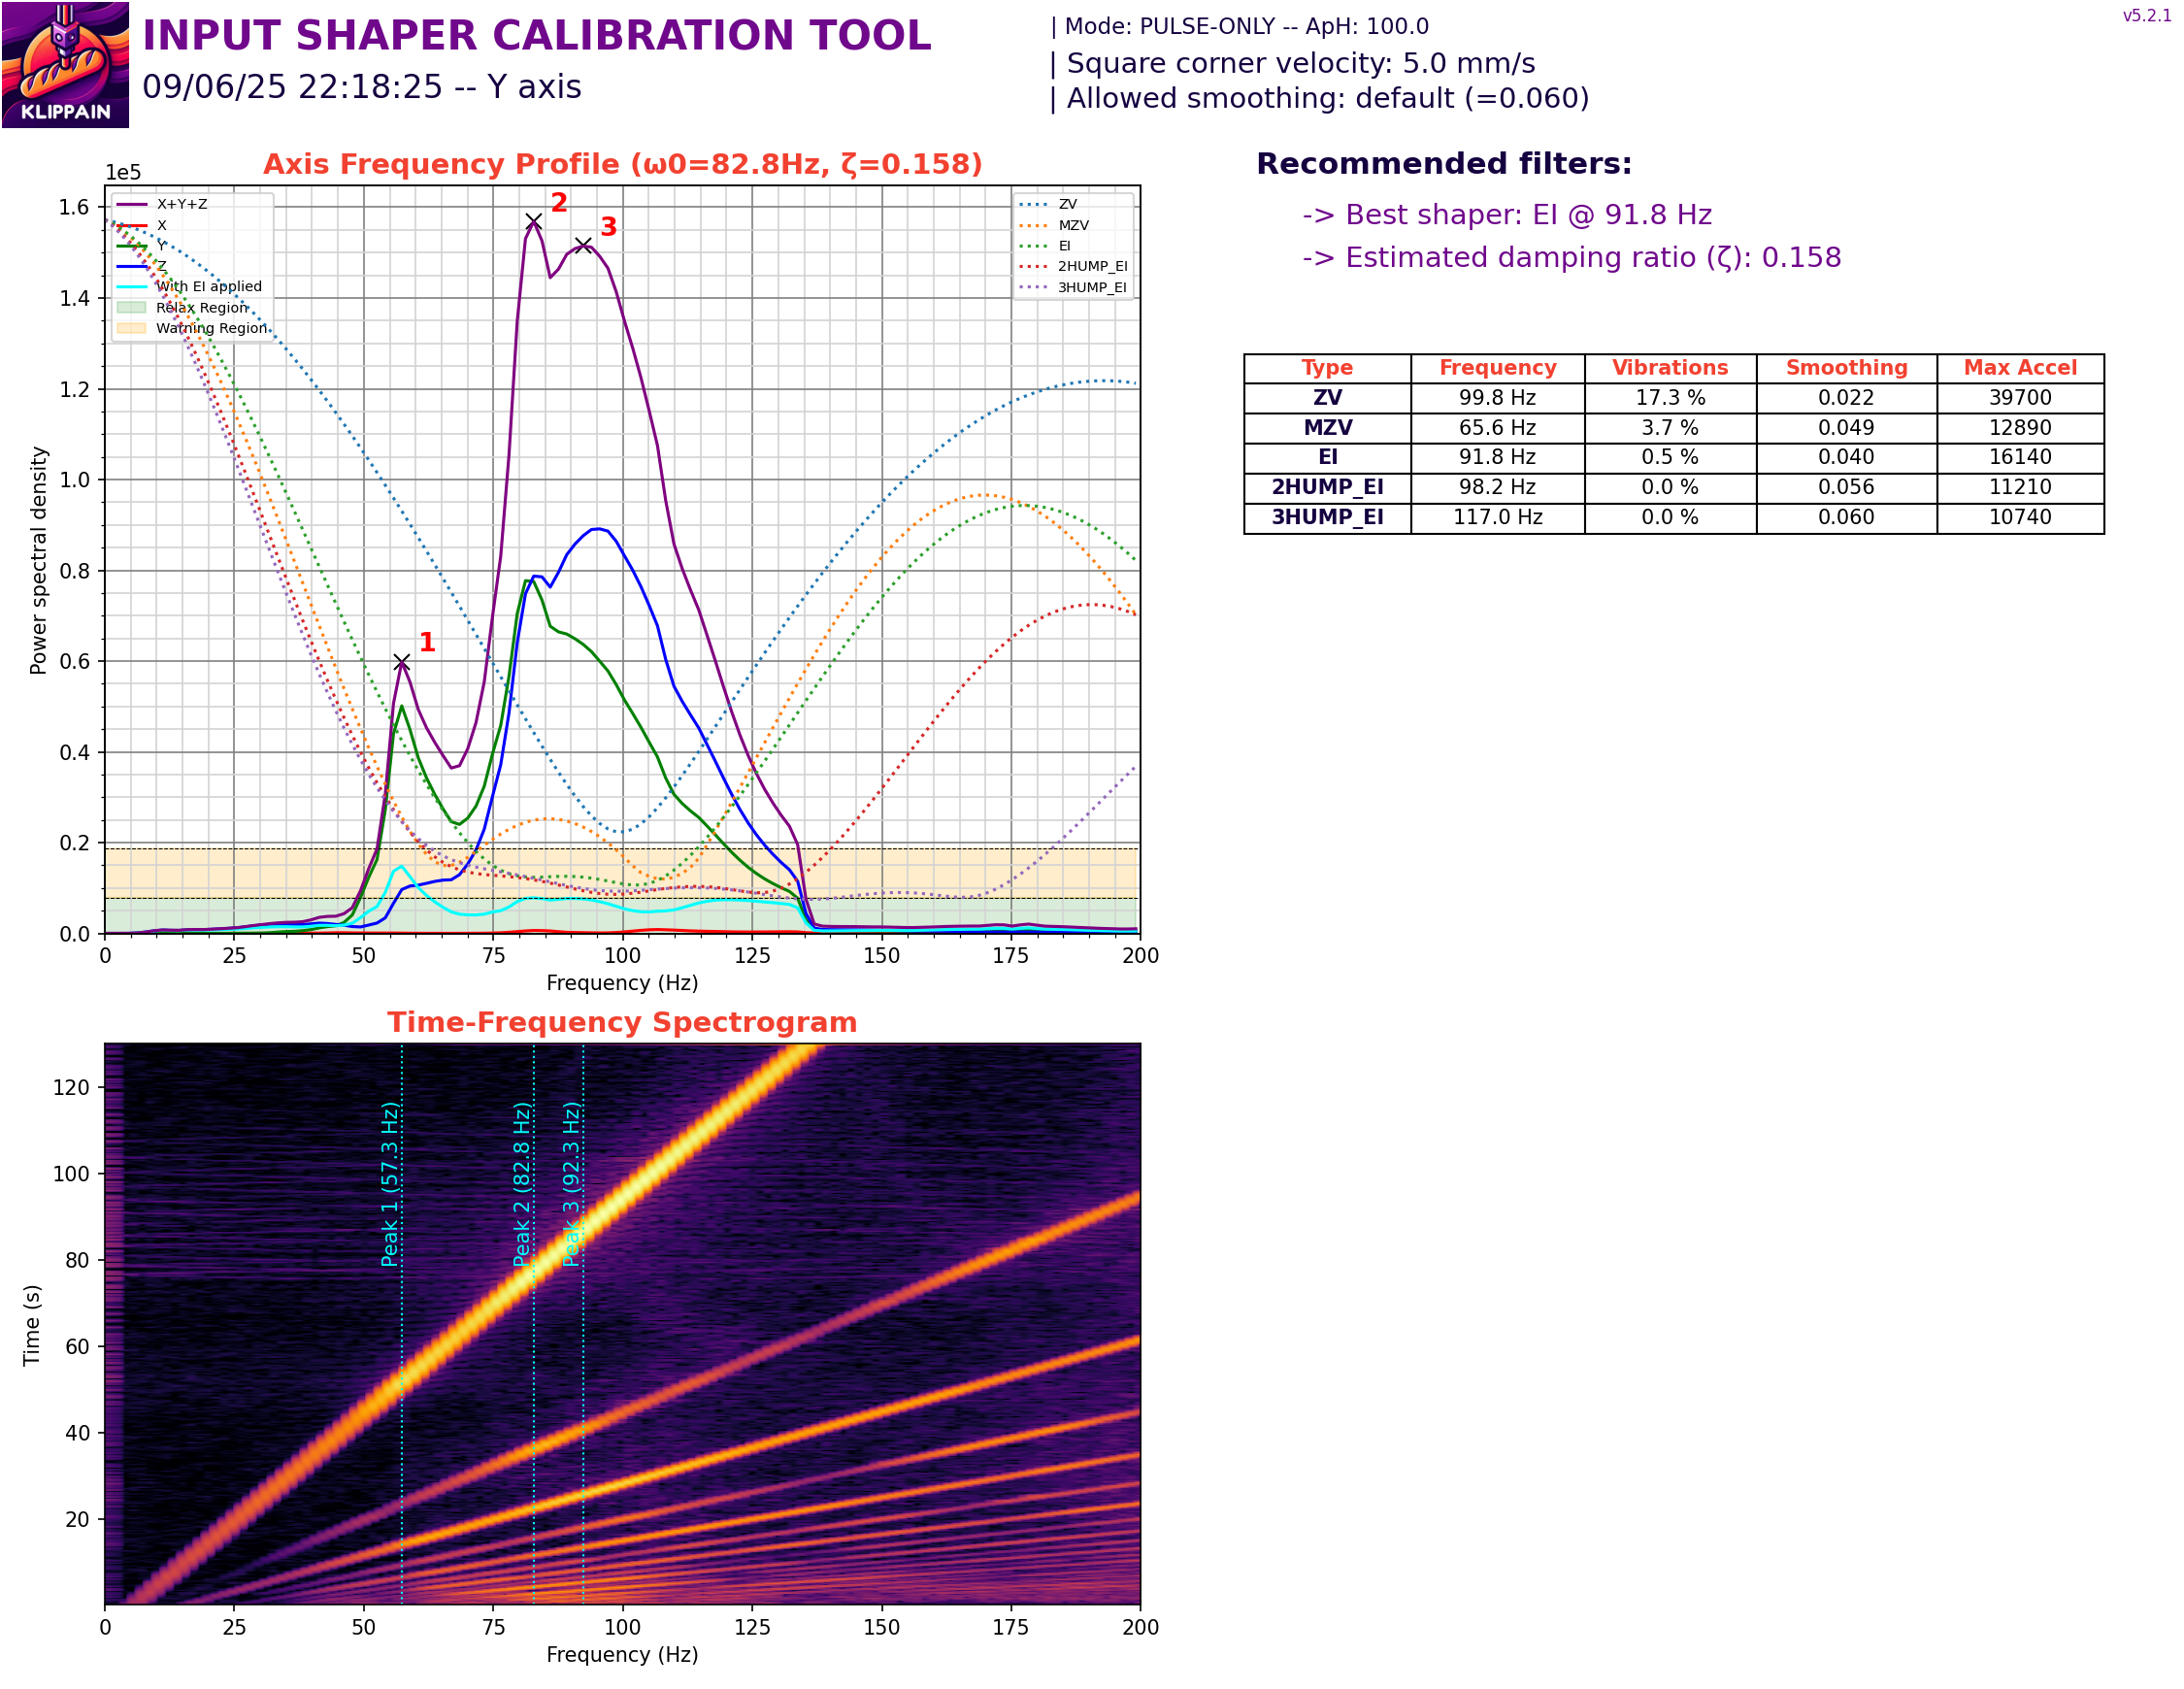 v5.2.1
KLIPPAIN
INPUT SHAPER CALIBRATION TOOL
09/06/25 22:18:25 -- Y axis
| Mode: PULSE-ONLY -- ApH: 100.0
| Square corner velocity: 5.0 mm/s
| Allowed smoothing: default (=0.060)
Axis Frequency Profile (ω0=82.8Hz, ζ=0.158)
1e5
X+Y+Z
X
Y
Z
With EI applied
Relax Region
Warning Region
ZV
MZV
EI
2HUMP_EI
3HUMP_EI
1
2
3
Power spectral density
1.6
1.4
1.2
1.0
0.8
0.6
0.4
0.2
0.0
0 25 50 75 100 125 150 175 200
Frequency (Hz)
Recommended filters:
-> Best shaper: EI @ 91.8 Hz
-> Estimated damping ratio (ζ): 0.158
Type Frequency Vibrations Smoothing Max Accel
ZV 99.8 Hz 17.3 % 0.022 39700
MZV 65.6 Hz 3.7 % 0.049 12890
EI 91.8 Hz 0.5 % 0.040 16140
2HUMP_EI 98.2 Hz 0.0 % 0.056 11210
3HUMP_EI 117.0 Hz 0.0 % 0.060 10740
Time-Frequency Spectrogram
Time (s)
120
100
80
60
40
20
Peak 1 (57.3 Hz)
Peak 2 (82.8 Hz)
Peak 3 (92.3 Hz)
0 25 50 75 100 125 150 175 200
Frequency (Hz)